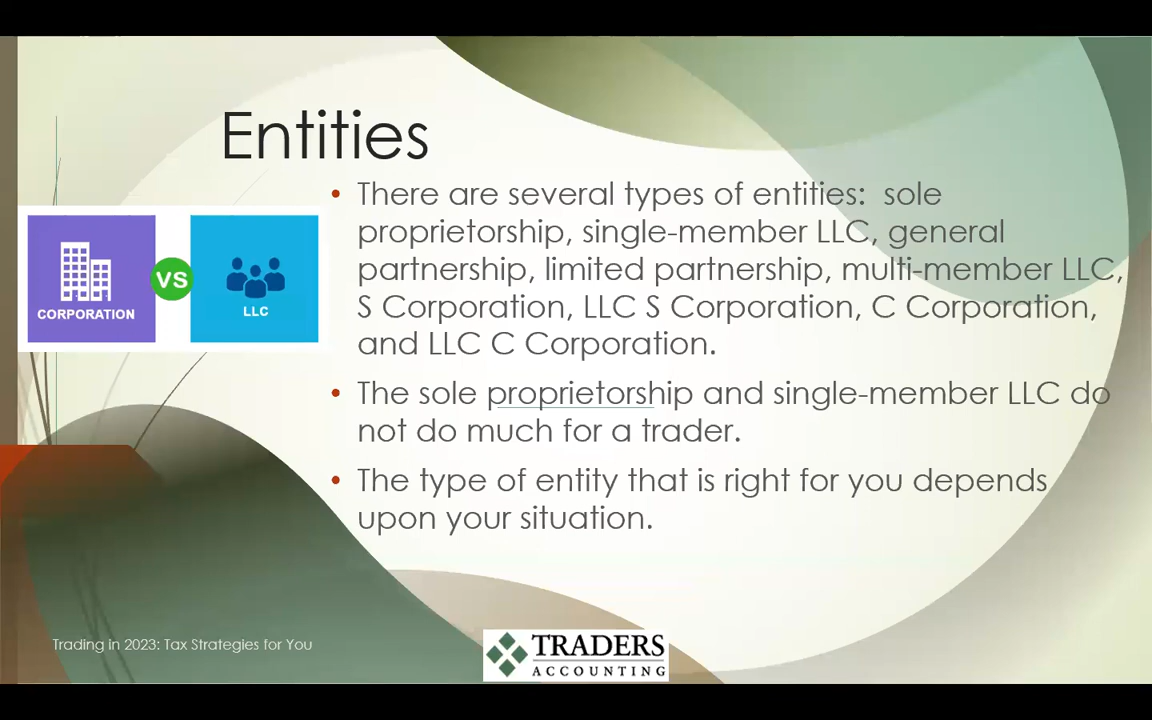 Entities
• There are several types of entities:  sole
proprietorship, single-member LLC, general
partnership, limited partnership, multi-member LLC,
S Corporation, LLC S Corporation, C Corporation,
and LLC C Corporation.
CORPORATION
VS
LLC
• The sole proprietorship and single-member LLC do
not do much for a trader.
• The type of entity that is right for you depends
upon your situation.
Trading in 2023: Tax Strategies for You
TRADERS
ACCOUNTING